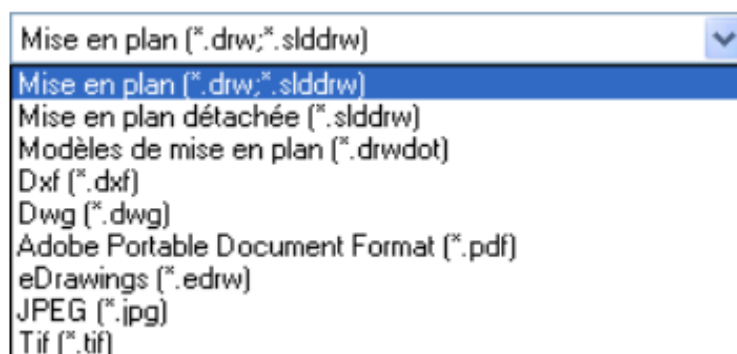 Mise en plan (*.drw;*.slddrw)
Mise en plan (*.drw;*.slddrw)
Mise en plan détachée (*.slddrw)
Modèles de mise en plan (*.drwdot)
Dxf (*.dxf)
Dwg (*.dwg)
Adobe Portable Document Format (*.pdf)
eDrawings (*.edrw)
JPEG (*.jpg)
Tif (*.tif)